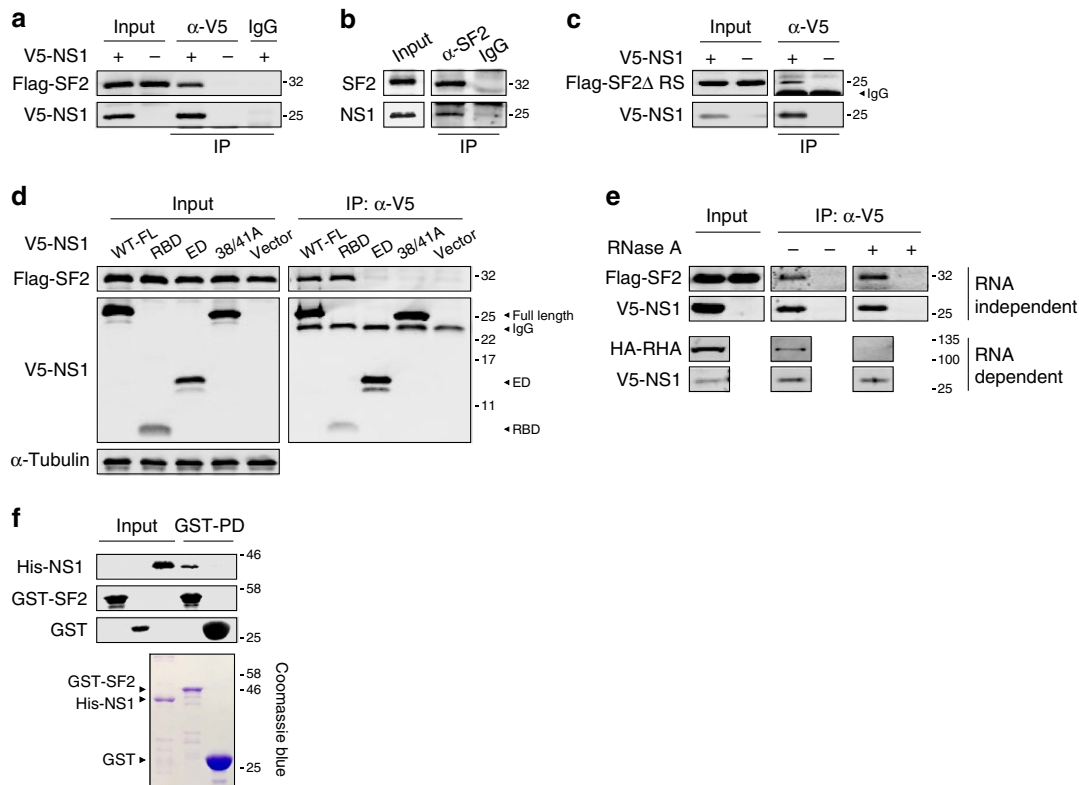 a
Input α-V5 IgG
V5-NS1 + – + – +
Flag-SF2 -32
V5-NS1 -25
IP
b
Input α-SF2 IgG
SF2 -32
NS1 -25
IP
c
Input α-V5
V5-NS1 + – + –
Flag-SF2Δ RS -25
◄IgG
V5-NS1 -25
IP
d
Input IP: α-V5
V5-NS1 WT-FL RBD ED 38/41A Vector WT-FL RBD ED 38/41A Vector
Flag-SF2 -32
V5-NS1
-25 ◄Full length
◄IgG
-22
-17
◄ED
-11
◄RBD
α-Tubulin
e
Input IP: α-V5
RNase A – – + +
Flag-SF2 -32
V5-NS1 -25
RNA independent
HA-RHA -135
-100
V5-NS1 -25
RNA dependent
f
Input GST-PD
His-NS1 -46
GST-SF2 -58
GST -25
GST-SF2 ►
His-NS1 ►
GST ►
-58
-46
-25
Coomassie blue